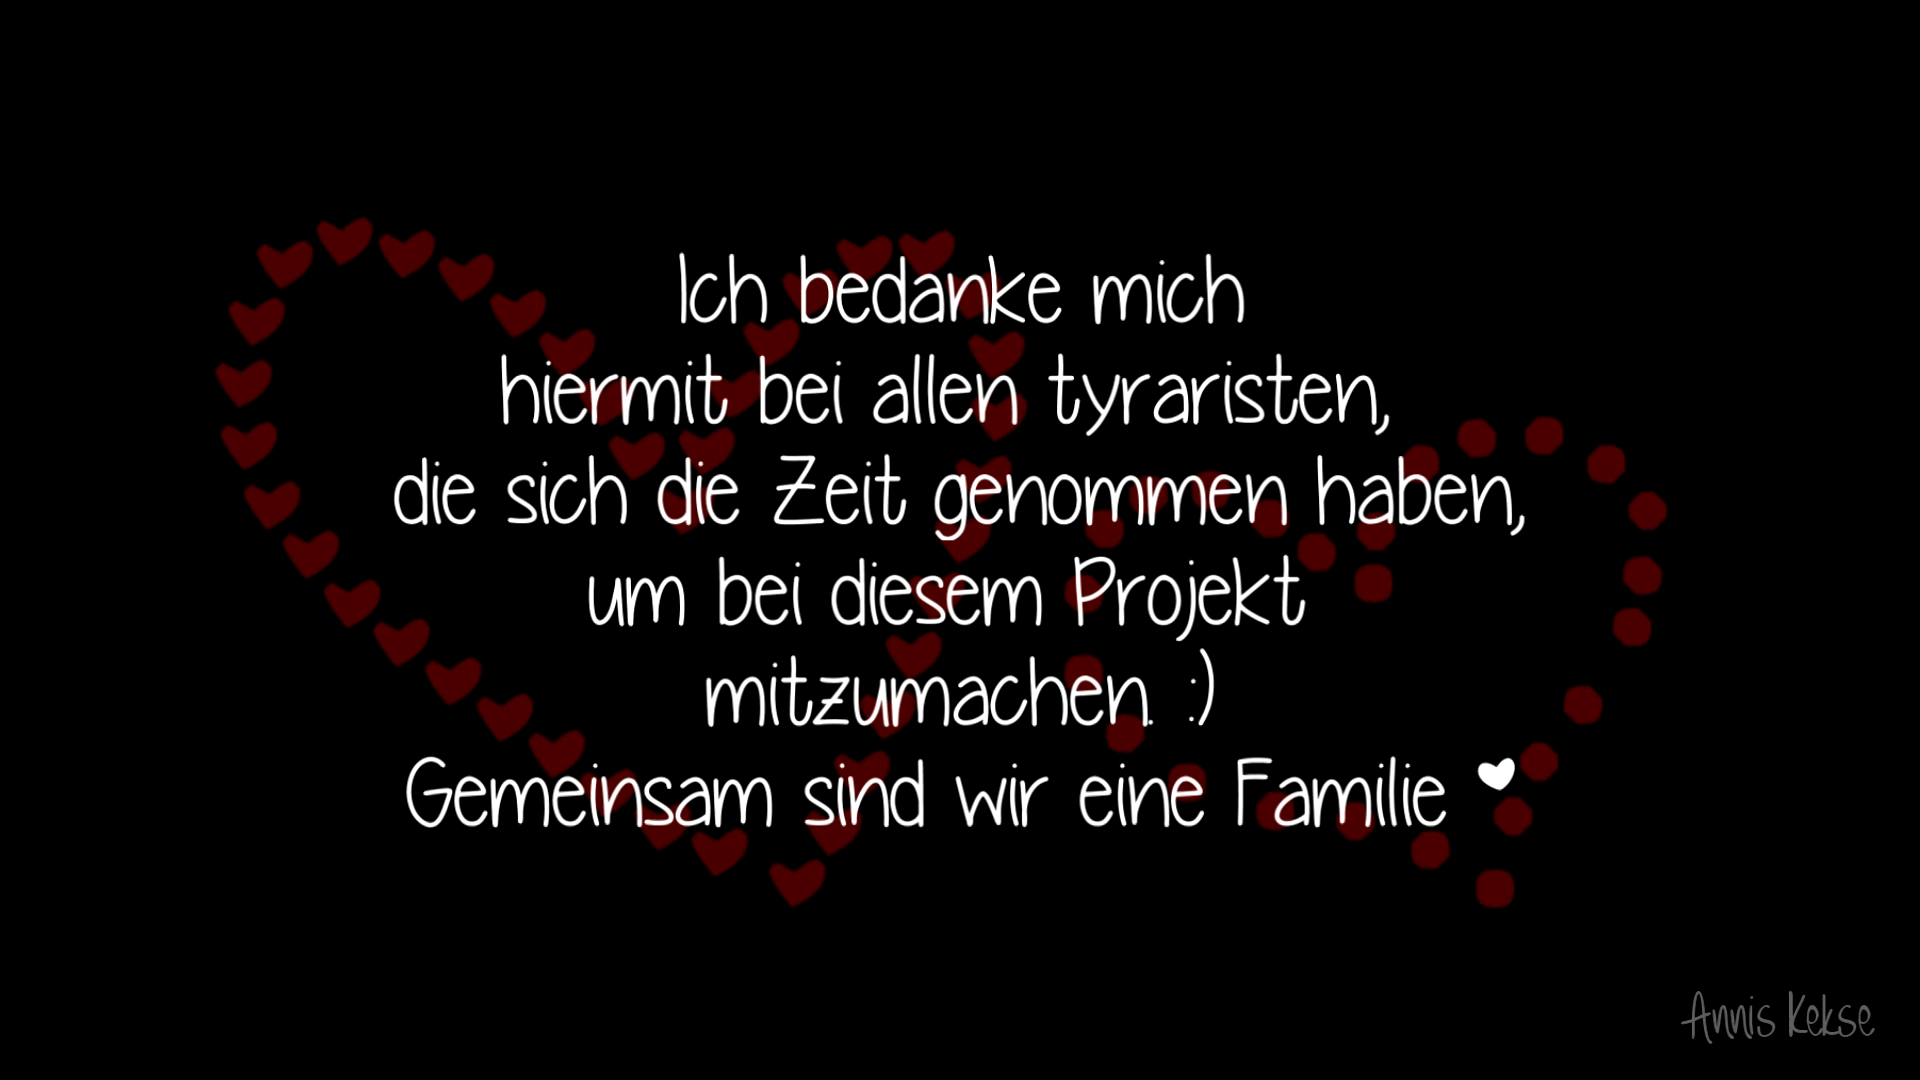 Ich bedanke mich
hiermit bei allen tyraristen,
die sich die Zeit genommen haben,
um bei diesem Projekt
mitzumachen. :)
Gemeinsam sind wir eine Familie ♥
Annis Kekse